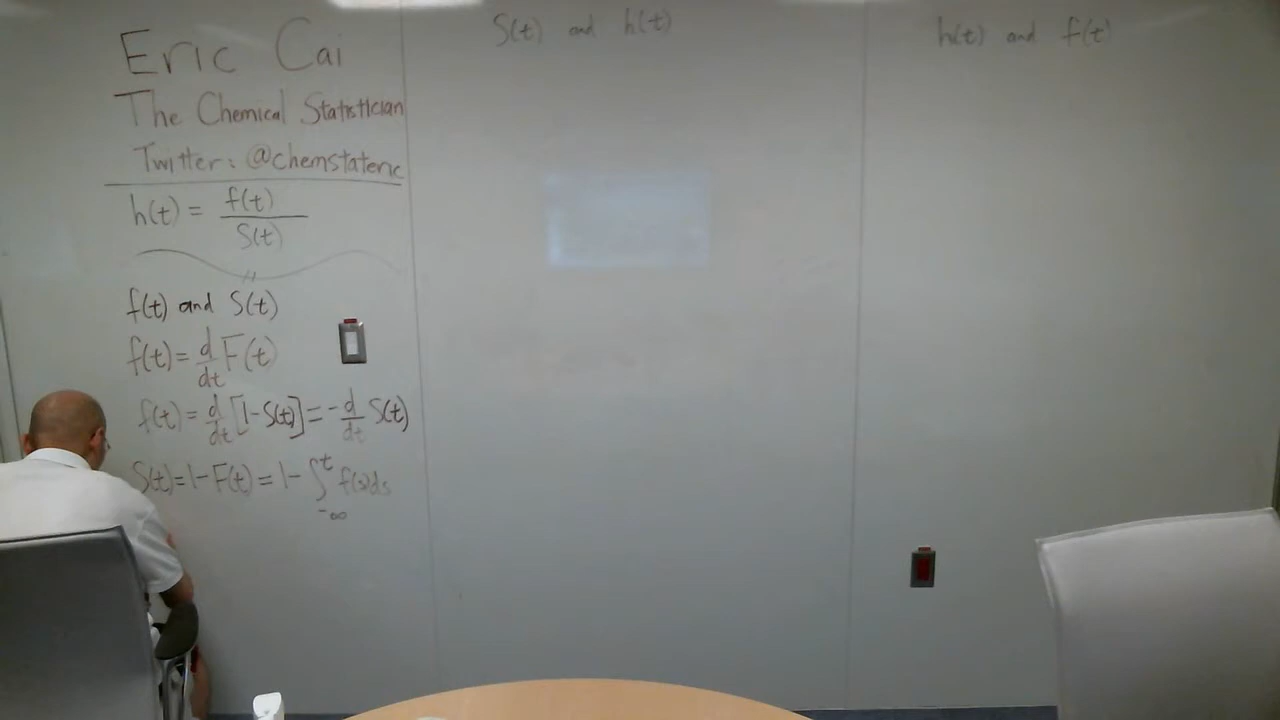 Eric Cai
The Chemical Statistician
Twitter: @chemstateric
h(t) = f(t) / S(t)
f(t) and S(t)
f(t) = d/dt F(t)
f(t) = d/dt [1-S(t)] = -d/dt S(t)
S(t) = 1 - F(t) = 1 - ∫_{-∞}^{t} f(s)ds
S(t) and h(t)
h(t) and f(t)